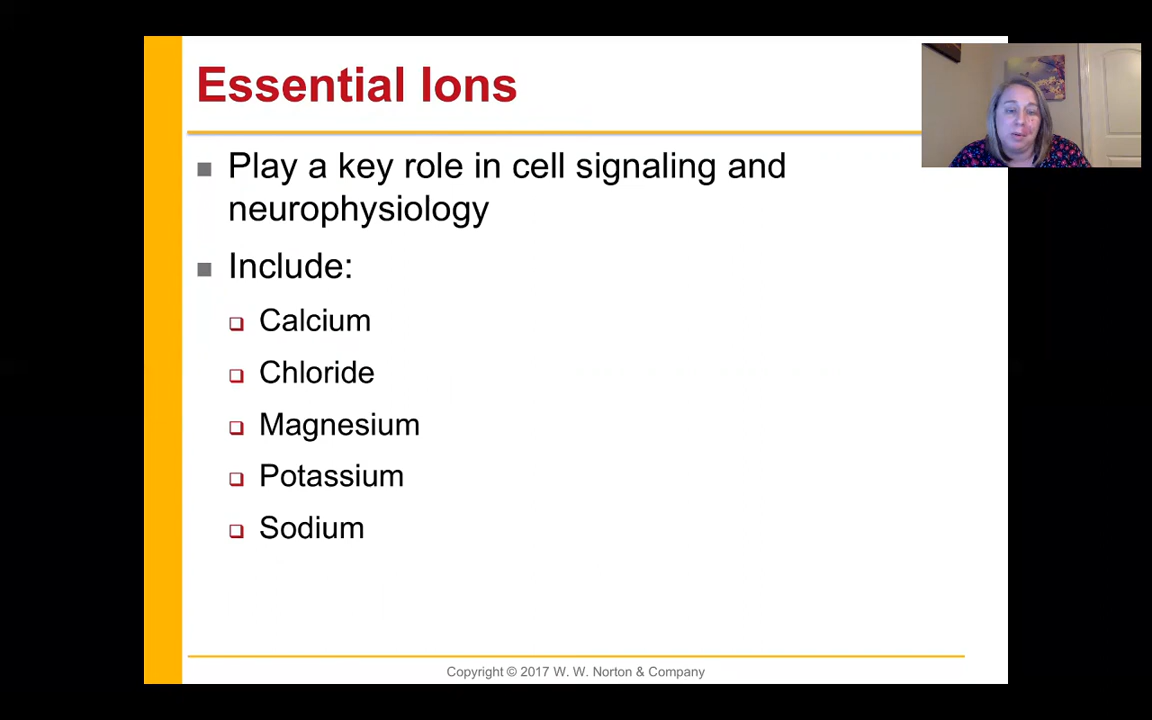 Essential Ions
Play a key role in cell signaling and
neurophysiology
Include:
Calcium
Chloride
Magnesium
Potassium
Sodium
Copyright © 2017 W. W. Norton & Company